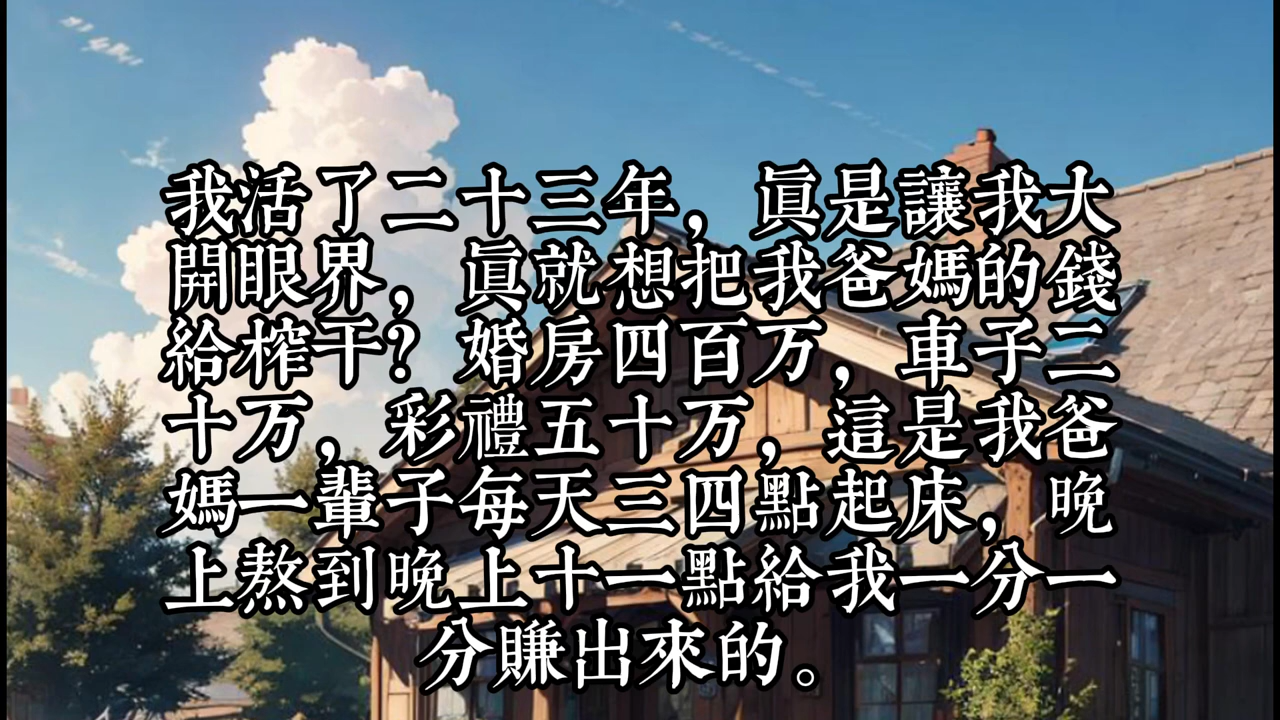 我活了二十三年，眞是讓我大
開眼界，眞就想把我爸媽的錢
給榨干？婚房四百万，車子二
十万，彩禮五十万，這是我爸
媽一輩子每天三四點起床，晚
上熬到晚上十一點給我一分一
分賺出來的。